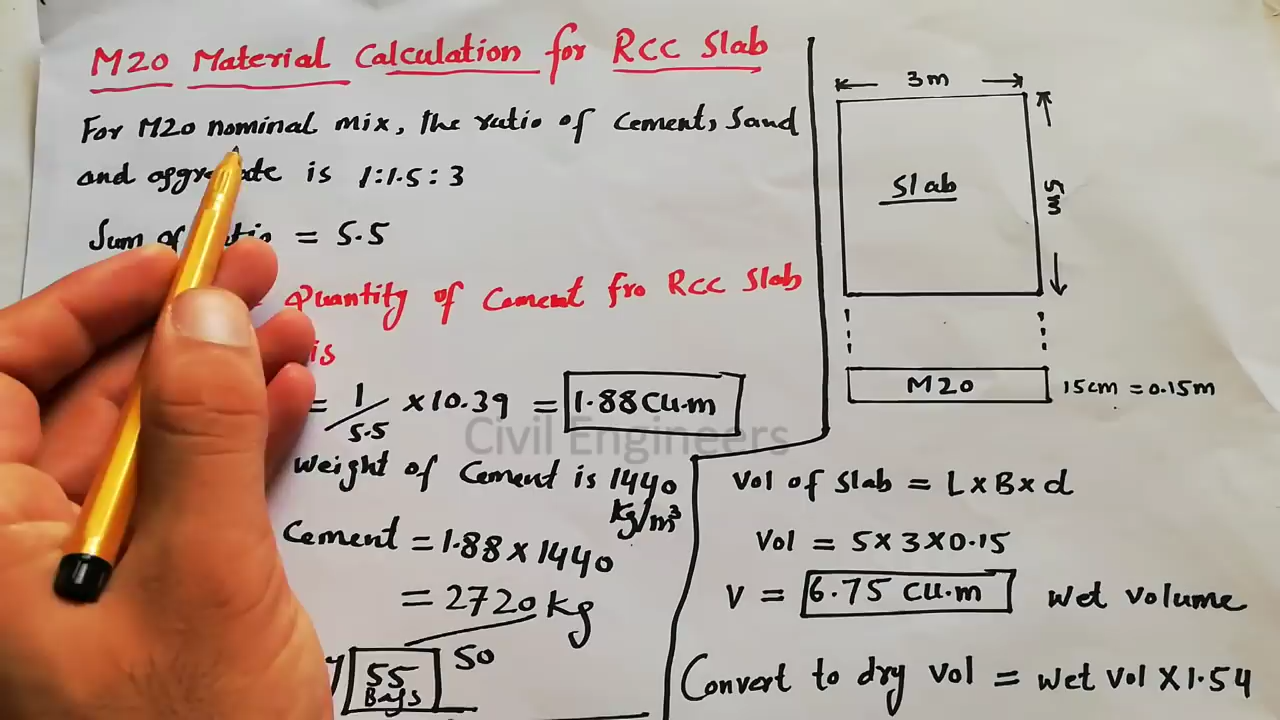 M20 Material Calculation for RCC Slab
For M20 nominal mix, the ratio of Cement, Sand
and is 1:1.5:3
Sum of = 5.5
Quantity of Cement fro RCC Slab
is
= 1/5.5 × 10.39 = 1.88 CU.m
Weight of Cement is 1440
kg/m³
Cement = 1.88 × 1440
= 2720 kg
50
55
Bags
3m
Slab
5m
M20
15cm = 0.15m
Vol of Slab = L×B×d
Vol = 5×3×0.15
V = 6.75 CU.m wet volume
Convert to dry vol = wet vol × 1.54
Civil Engineers